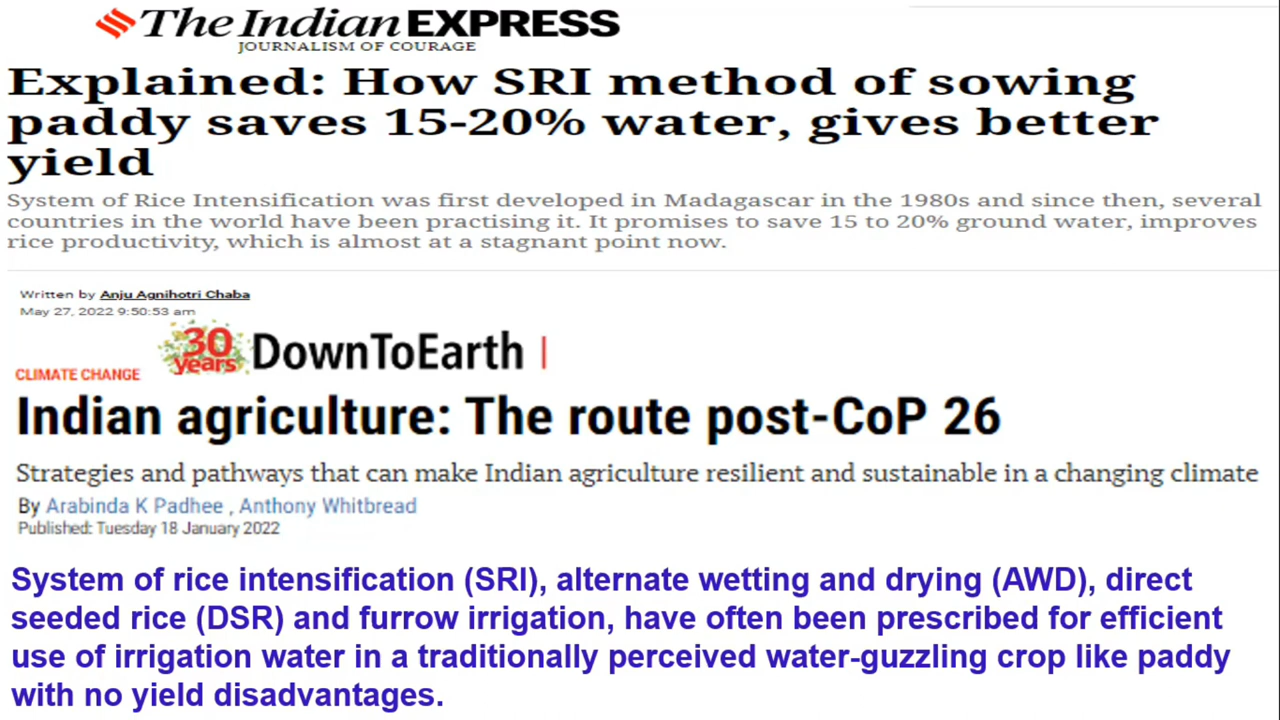 The Indian EXPRESS
JOURNALISM OF COURAGE
Explained: How SRI method of sowing
paddy saves 15-20% water, gives better
yield
System of Rice Intensification was first developed in Madagascar in the 1980s and since then, several
countries in the world have been practising it. It promises to save 15 to 20% ground water, improves
rice productivity, which is almost at a stagnant point now.
Written by Anju Agnihotri Chaba
May 27, 2022 9:50:53 am
30 years DownToEarth
CLIMATE CHANGE
Indian agriculture: The route post-CoP 26
Strategies and pathways that can make Indian agriculture resilient and sustainable in a changing climate
By Arabinda K Padhee , Anthony Whitbread
Published: Tuesday 18 January 2022
System of rice intensification (SRI), alternate wetting and drying (AWD), direct
seeded rice (DSR) and furrow irrigation, have often been prescribed for efficient
use of irrigation water in a traditionally perceived water-guzzling crop like paddy
with no yield disadvantages.